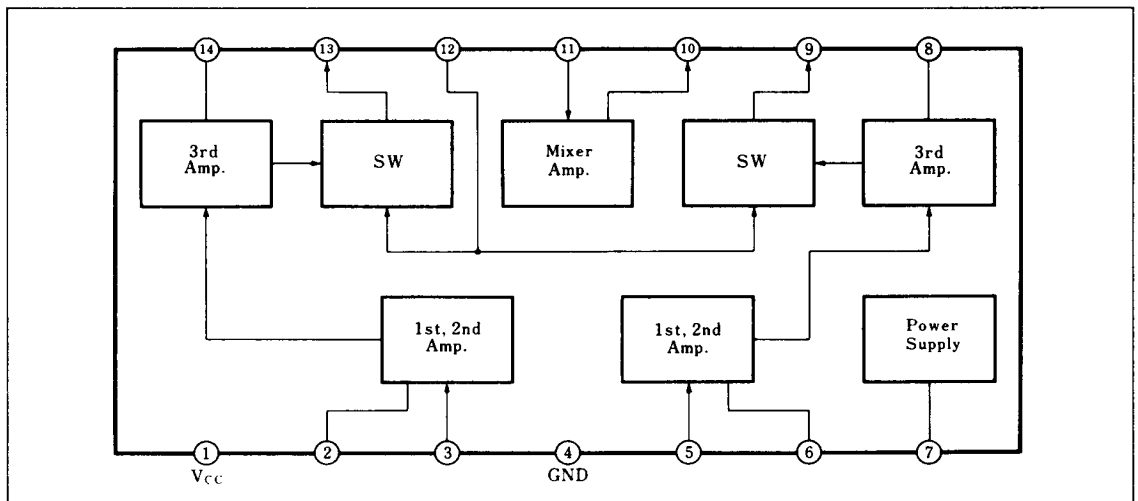 14 13 12 11 10 9 8
3rd
Amp.
SW
Mixer
Amp.
SW
3rd
Amp.
1st, 2nd
Amp.
1st, 2nd
Amp.
Power
Supply
1 2 3 4 5 6 7
VCC GND